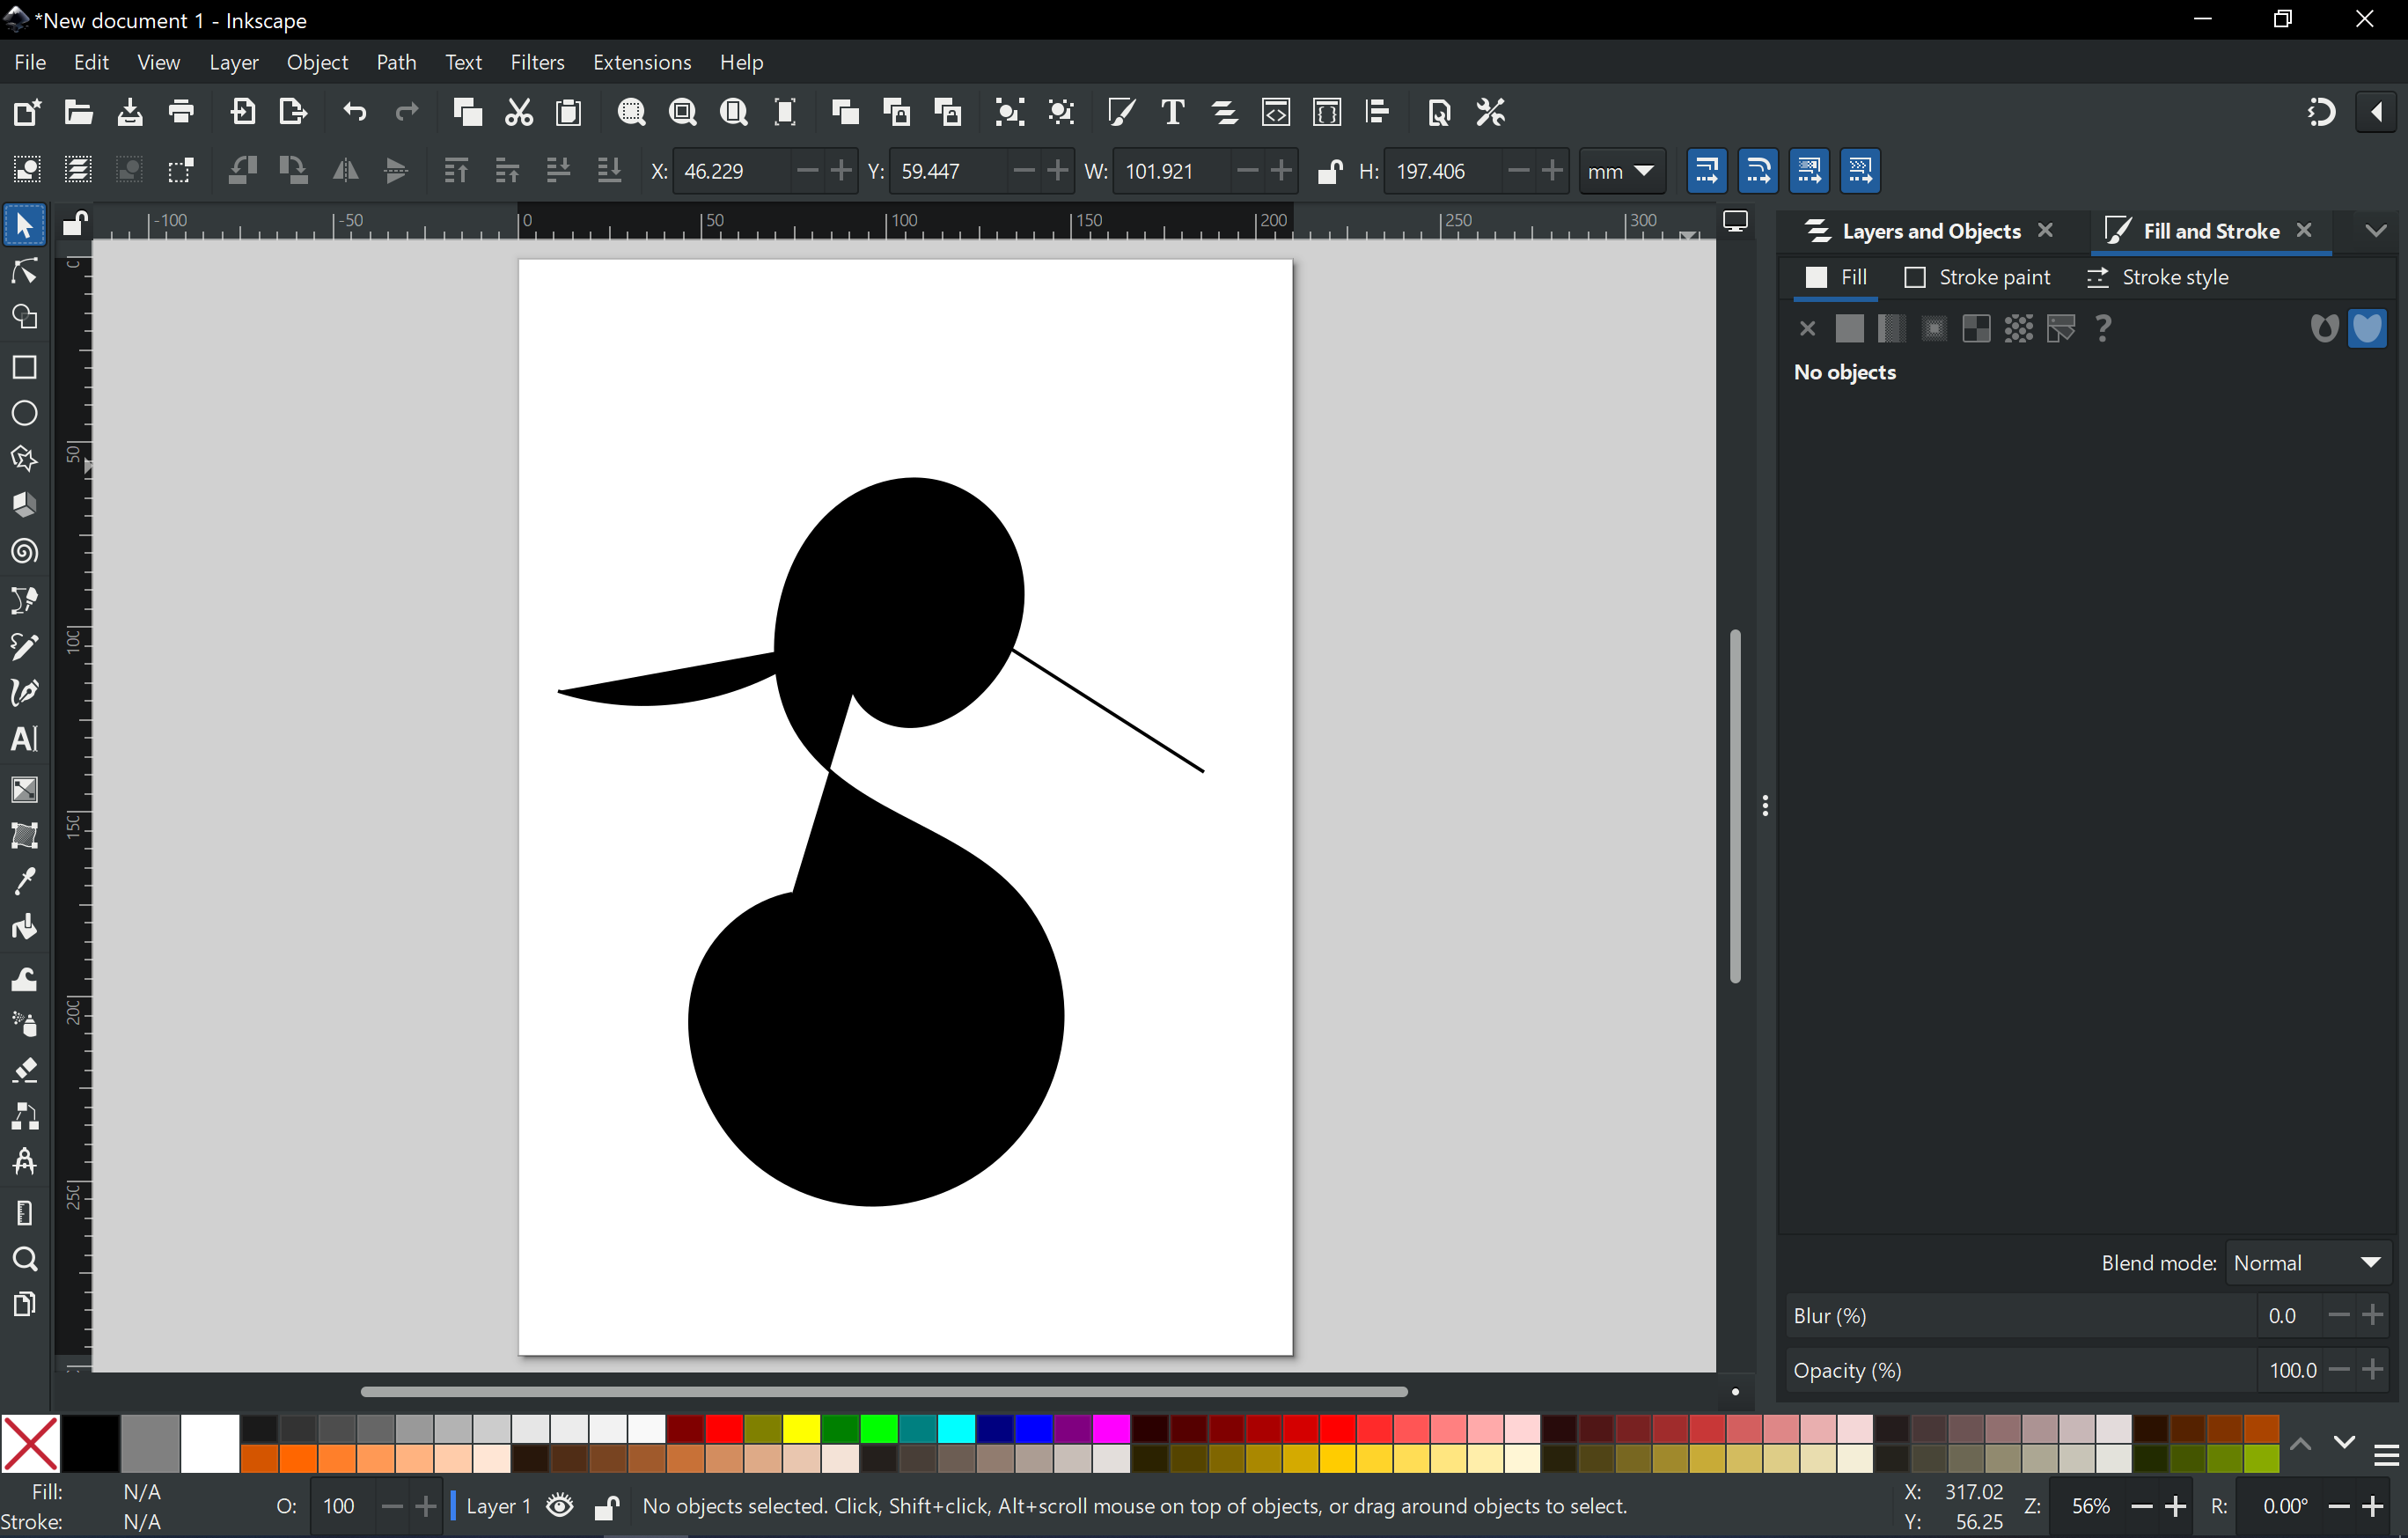 *New document 1 - Inkscape
File Edit View Layer Object Path Text Filters Extensions Help
X: 46.229 Y: 59.447 W: 101.921 H: 197.406 mm
-100 -50 0 50 100 150 200 250 300
0
50
100
150
200
250
Layers and Objects Fill and Stroke
Fill Stroke paint Stroke style
?
No objects
Blend mode: Normal
Blur (%) 0.0
Opacity (%) 100.0
Fill: N/A
Stroke: N/A
O: 100 Layer 1 No objects selected. Click, Shift+click, Alt+scroll mouse on top of objects, or drag around objects to select.
X: 317.02
Y: 56.25
Z: 56% R: 0.00°